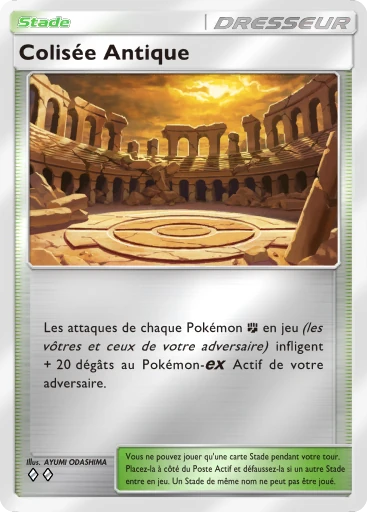 Stade
DRESSEUR
Colisée Antique
Les attaques de chaque Pokémon en jeu (les
vôtres et ceux de votre adversaire) infligent
+ 20 dégâts au Pokémon-ex Actif de votre
adversaire.
Illus. AYUMI ODASHIMA
Vous ne pouvez jouer qu'une carte Stade pendant votre tour.
Placez-la à côté du Poste Actif et défaussez-la si un autre Stade
entre en jeu. Un Stade de même nom ne peut pas être joué.